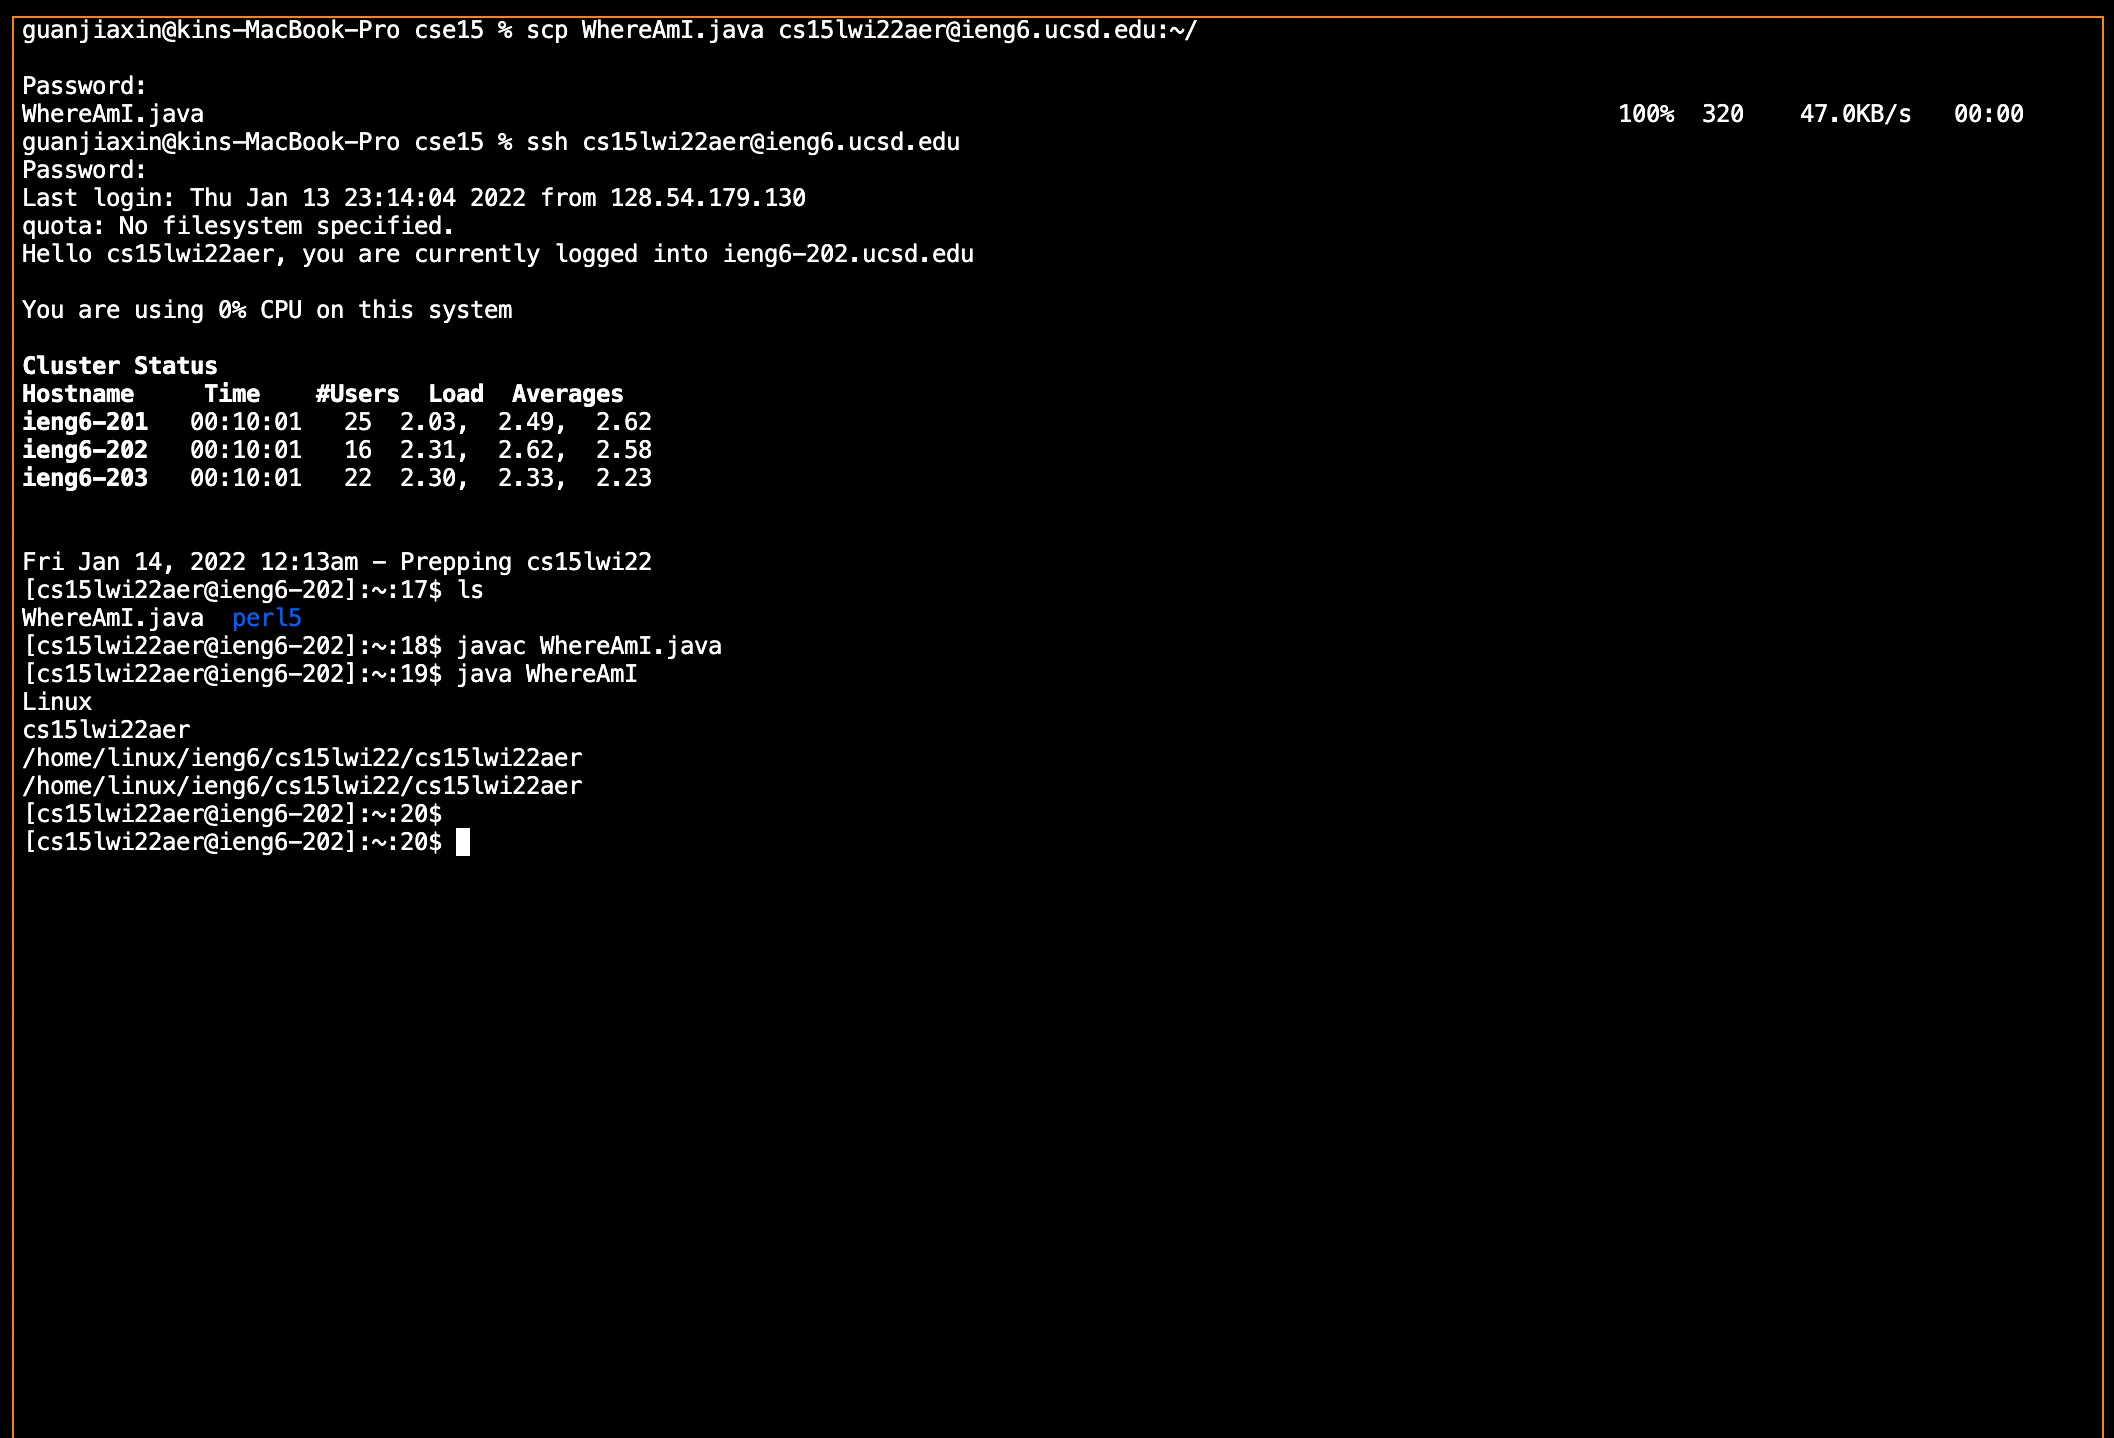 guanjiaxin@kins-MacBook-Pro cse15 % scp WhereAmI.java cs15lwi22aer@ieng6.ucsd.edu:~/
Password:
WhereAmI.java 100% 320 47.0KB/s 00:00
guanjiaxin@kins-MacBook-Pro cse15 % ssh cs15lwi22aer@ieng6.ucsd.edu
Password:
Last login: Thu Jan 13 23:14:04 2022 from 128.54.179.130
quota: No filesystem specified.
Hello cs15lwi22aer, you are currently logged into ieng6-202.ucsd.edu
You are using 0% CPU on this system
Cluster Status
Hostname Time #Users Load Averages
ieng6-201 00:10:01 25 2.03, 2.49, 2.62
ieng6-202 00:10:01 16 2.31, 2.62, 2.58
ieng6-203 00:10:01 22 2.30, 2.33, 2.23
Fri Jan 14, 2022 12:13am - Prepping cs15lwi22
[cs15lwi22aer@ieng6-202]:~:17$ ls
WhereAmI.java perl5
[cs15lwi22aer@ieng6-202]:~:18$ javac WhereAmI.java
[cs15lwi22aer@ieng6-202]:~:19$ java WhereAmI
Linux
cs15lwi22aer
/home/linux/ieng6/cs15lwi22/cs15lwi22aer
/home/linux/ieng6/cs15lwi22/cs15lwi22aer
[cs15lwi22aer@ieng6-202]:~:20$
[cs15lwi22aer@ieng6-202]:~:20$